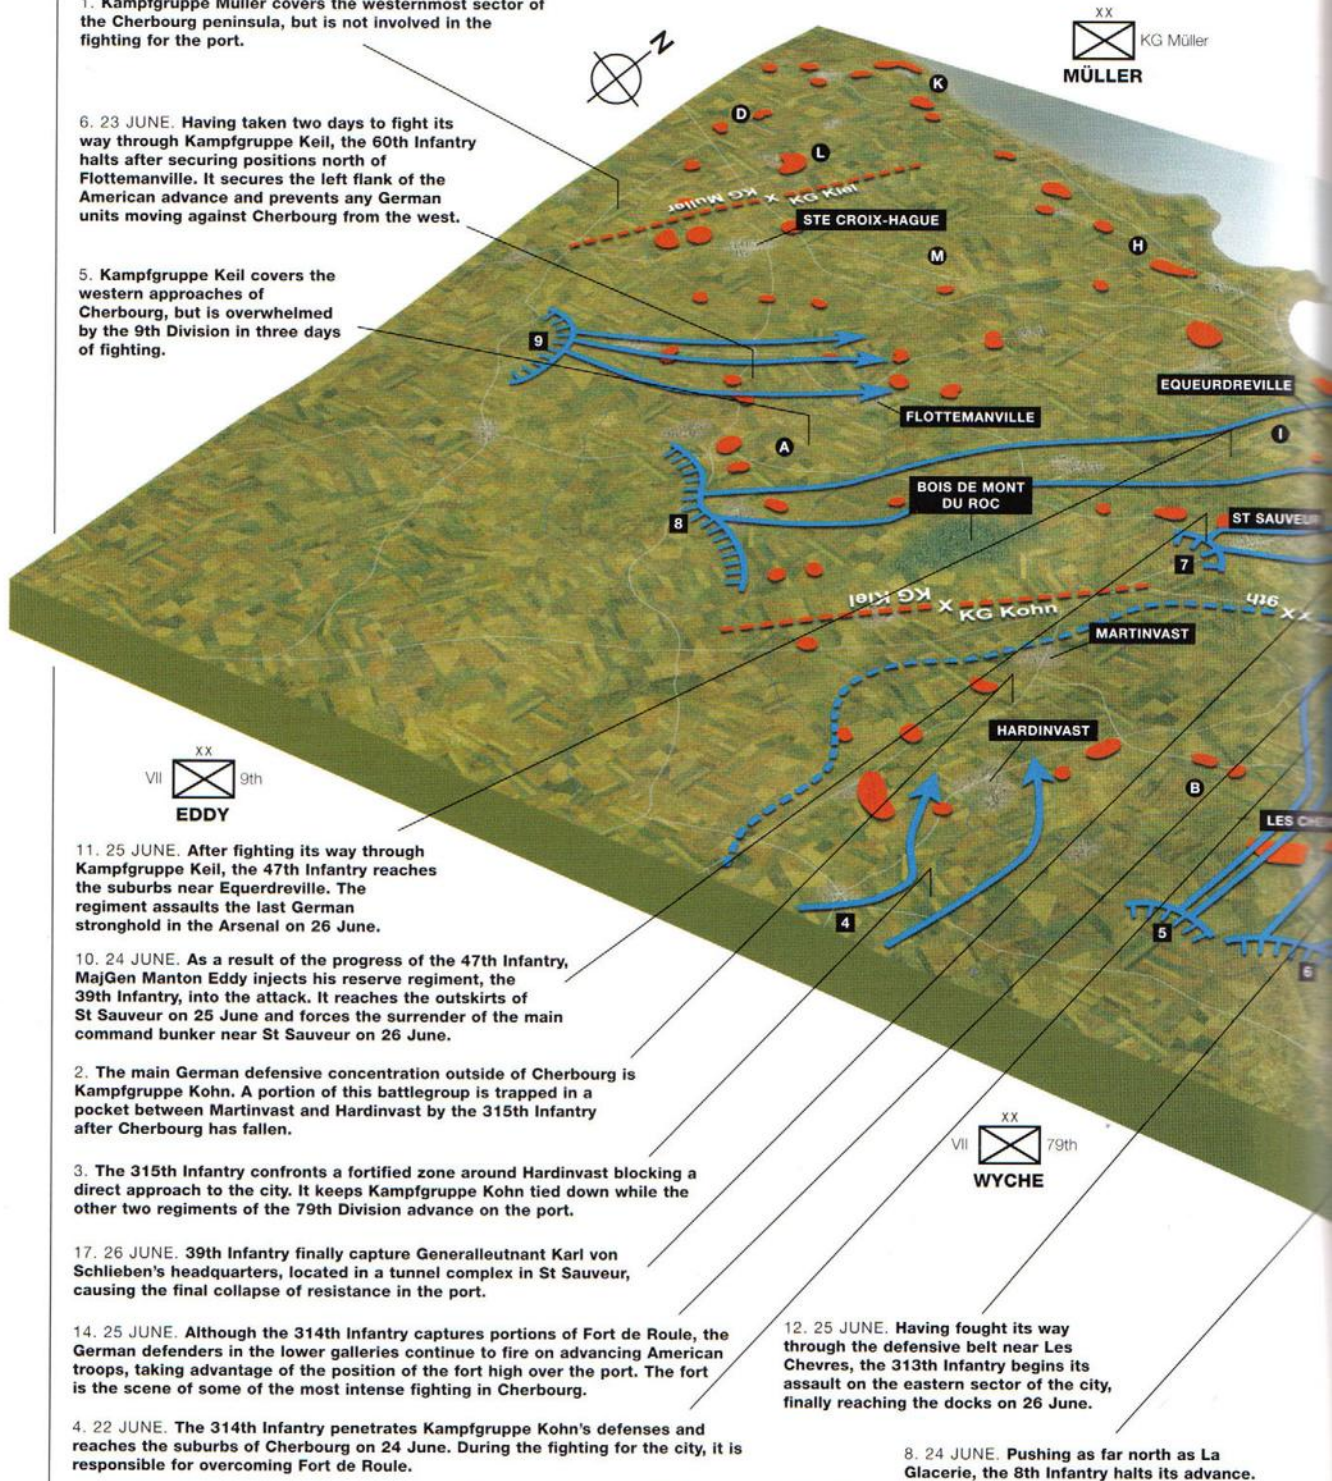 1. Kampfgruppe Müller covers the westernmost sector of
the Cherbourg peninsula, but is not involved in the
fighting for the port.
N
XX
KG Müller
MÜLLER
6. 23 JUNE. Having taken two days to fight its
way through Kampfgruppe Keil, the 60th Infantry
halts after securing positions north of
Flottemanville. It secures the left flank of the
American advance and prevents any German
units moving against Cherbourg from the west.
5. Kampfgruppe Keil covers the
western approaches of
Cherbourg, but is overwhelmed
by the 9th Division in three days
of fighting.
K
D
L
KG Muller X KG Kiel
STE CROIX-HAGUE
M
H
9
EQUEURDREVILLE
FLOTTEMANVILLE
I
A
BOIS DE MONT
DU ROC
8
ST SAUVEUR
7
KG Kiel X KG Kohn
9th XX
MARTINVAST
HARDINVAST
B
LES
4
5
6
XX
VII 9th
EDDY
11. 25 JUNE. After fighting its way through
Kampfgruppe Keil, the 47th Infantry reaches
the suburbs near Equerdreville. The
regiment assaults the last German
stronghold in the Arsenal on 26 June.
10. 24 JUNE. As a result of the progress of the 47th Infantry,
MajGen Manton Eddy injects his reserve regiment, the
39th Infantry, into the attack. It reaches the outskirts of
St Sauveur on 25 June and forces the surrender of the main
command bunker near St Sauveur on 26 June.
2. The main German defensive concentration outside of Cherbourg is
Kampfgruppe Kohn. A portion of this battlegroup is trapped in a
pocket between Martinvast and Hardinvast by the 315th Infantry
after Cherbourg has fallen.
XX
VII 79th
WYCHE
3. The 315th Infantry confronts a fortified zone around Hardinvast blocking a
direct approach to the city. It keeps Kampfgruppe Kohn tied down while the
other two regiments of the 79th Division advance on the port.
17. 26 JUNE. 39th Infantry finally capture Generalleutnant Karl von
Schlieben's headquarters, located in a tunnel complex in St Sauveur,
causing the final collapse of resistance in the port.
14. 25 JUNE. Although the 314th Infantry captures portions of Fort de Roule, the
German defenders in the lower galleries continue to fire on advancing American
troops, taking advantage of the position of the fort high over the port. The fort
is the scene of some of the most intense fighting in Cherbourg.
4. 22 JUNE. The 314th Infantry penetrates Kampfgruppe Kohn's defenses and
reaches the suburbs of Cherbourg on 24 June. During the fighting for the city, it is
responsible for overcoming Fort de Roule.
12. 25 JUNE. Having fought its way
through the defensive belt near Les
Chevres, the 313th Infantry begins its
assault on the eastern sector of the city,
finally reaching the docks on 26 June.
8. 24 JUNE. Pushing as far north as La
Glacerie, the 8th Infantry halts its advance.